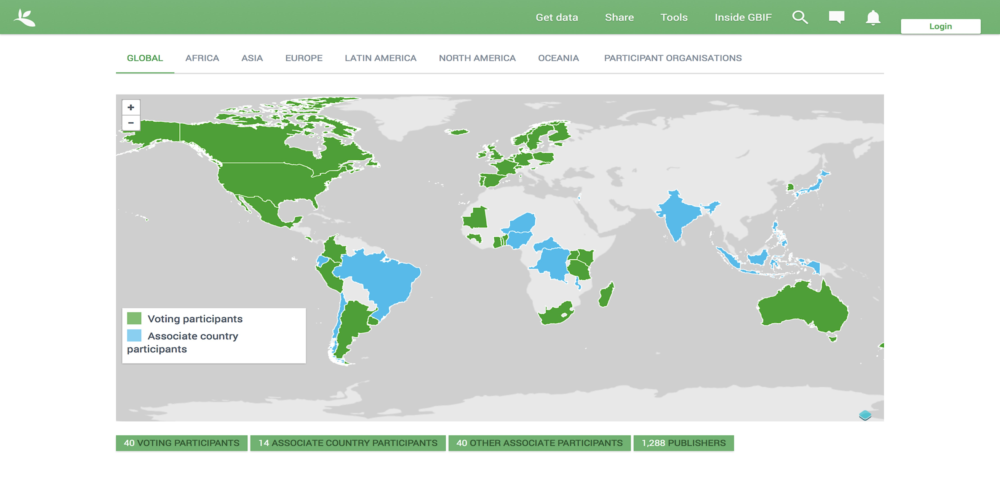 Get data Share Tools Inside GBIF Login
GLOBAL AFRICA ASIA EUROPE LATIN AMERICA NORTH AMERICA OCEANIA PARTICIPANT ORGANISATIONS
+
−
Voting participants
Associate country
participants
40 VOTING PARTICIPANTS 14 ASSOCIATE COUNTRY PARTICIPANTS 40 OTHER ASSOCIATE PARTICIPANTS 1,288 PUBLISHERS